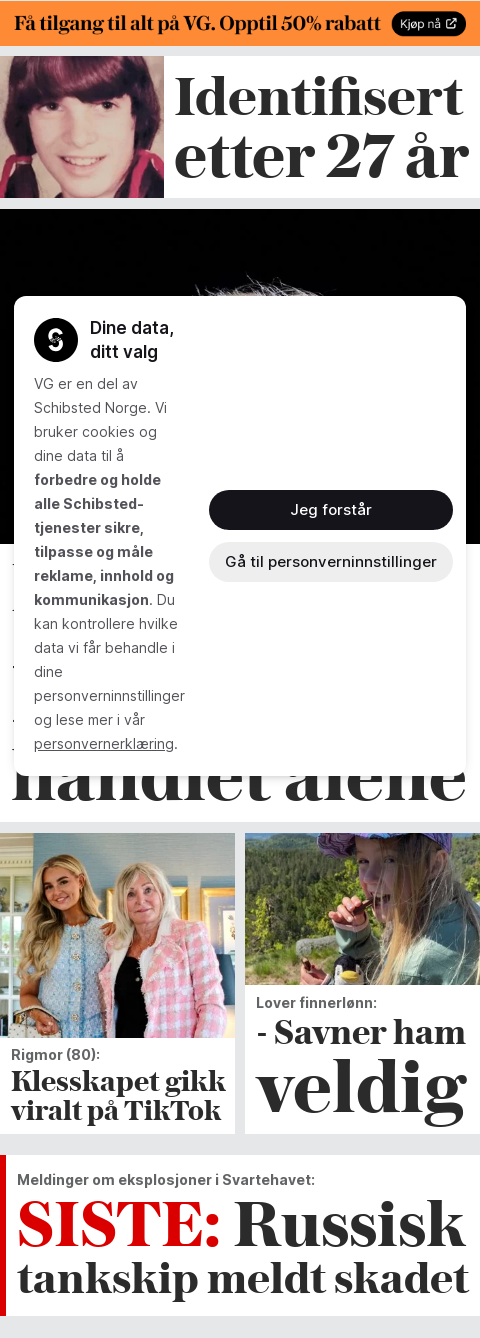 Få tilgang til alt på VG. Opptil 50% rabatt
Kjøp nå
Identifisert
etter 27 år
Dine data,
ditt valg
VG er en del av
Schibsted Norge. Vi
bruker cookies og
dine data til å
forbedre og holde
alle Schibsted-
tjenester sikre,
tilpasse og måle
reklame, innhold og
kommunikasjon. Du
kan kontrollere hvilke
data vi får behandle i
dine
personverninnstillinger
og lese mer i vår
personvernerklæring.
Jeg forstår
Gå til personverninnstillinger
handlet alene
Rigmor (80):
Klesskapet gikk
viralt på TikTok
Lover finnerlønn:
- Savner ham
veldig
Meldinger om eksplosjoner i Svartehavet:
SISTE: Russisk
tankskip meldt skadet